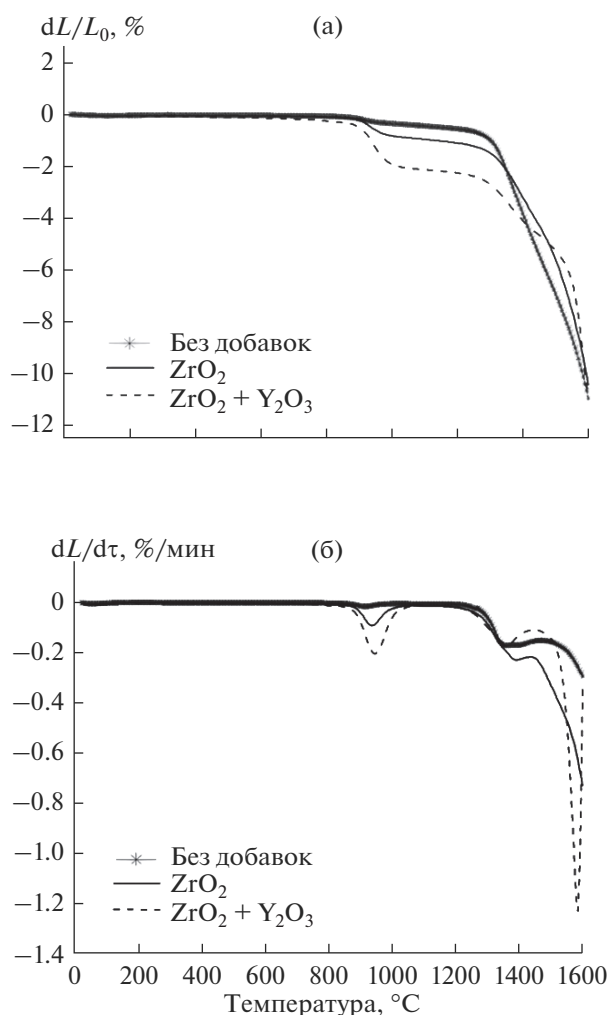 dL/L₀, %
(а)
2
0
−2
−4
−6
−8
−10
−12
Без добавок
ZrO₂
ZrO₂ + Y₂O₃
dL/dτ, %/мин
(б)
0
−0.2
−0.4
−0.6
−0.8
−1.0
−1.2
−1.4
Без добавок
ZrO₂
ZrO₂ + Y₂O₃
0 200 400 600 800 1000 1200 1400 1600
Температура, °C